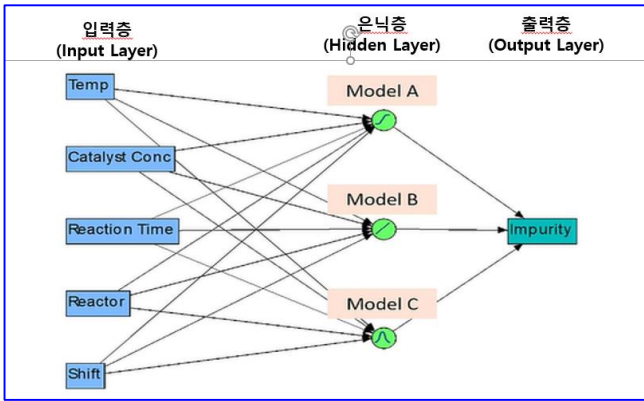 입력층
(Input Layer)
은닉층
(Hidden Layer)
출력층
(Output Layer)
Temp
Model A
Catalyst Conc
Model B
Reaction Time
Impurity
Reactor
Model C
Shift